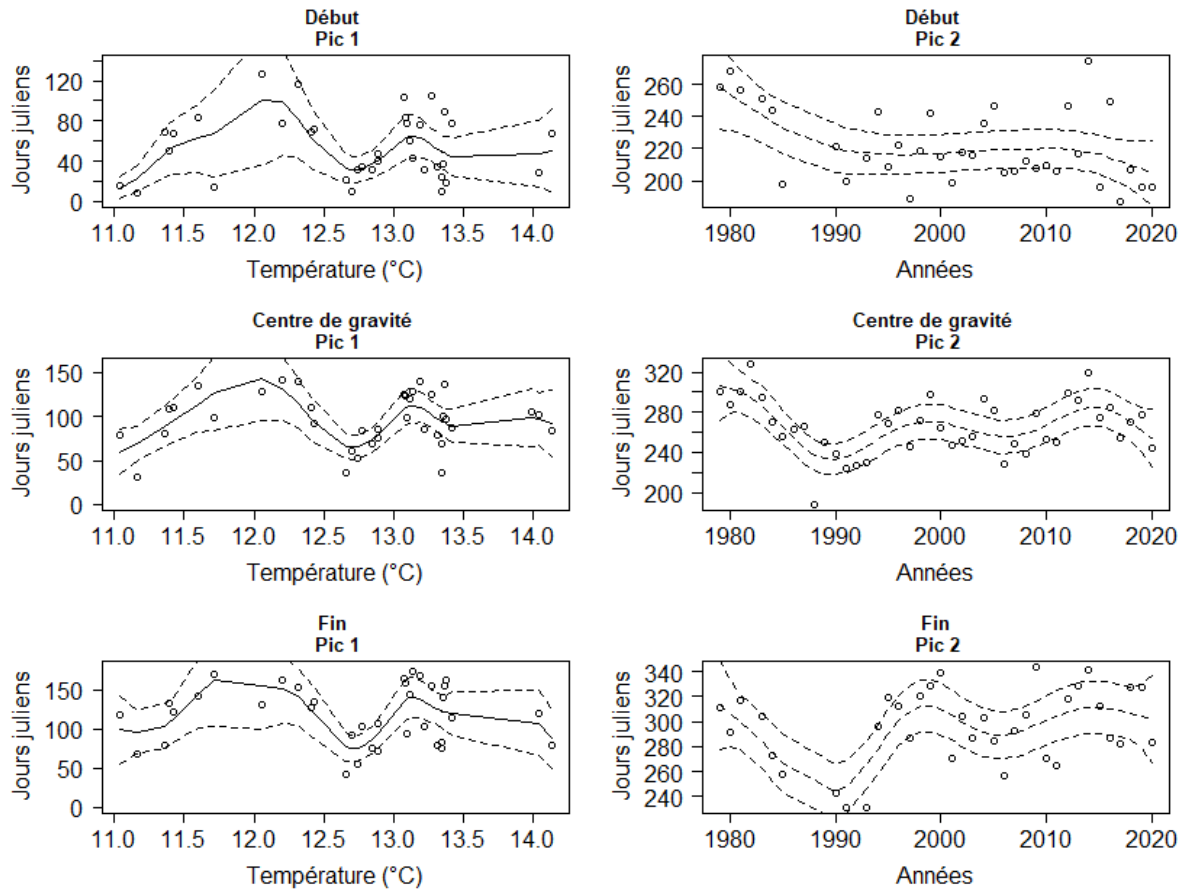 Début
Pic 1
Jours juliens
120
80
40
0
11.0 11.5 12.0 12.5 13.0 13.5 14.0
Température (°C)
Début
Pic 2
Jours juliens
260
240
220
200
1980 1990 2000 2010 2020
Années
Centre de gravité
Pic 1
Jours juliens
150
100
50
0
11.0 11.5 12.0 12.5 13.0 13.5 14.0
Température (°C)
Centre de gravité
Pic 2
Jours juliens
320
280
240
200
1980 1990 2000 2010 2020
Années
Fin
Pic 1
Jours juliens
150
100
50
0
11.0 11.5 12.0 12.5 13.0 13.5 14.0
Température (°C)
Fin
Pic 2
Jours juliens
340
320
300
280
260
240
1980 1990 2000 2010 2020
Années